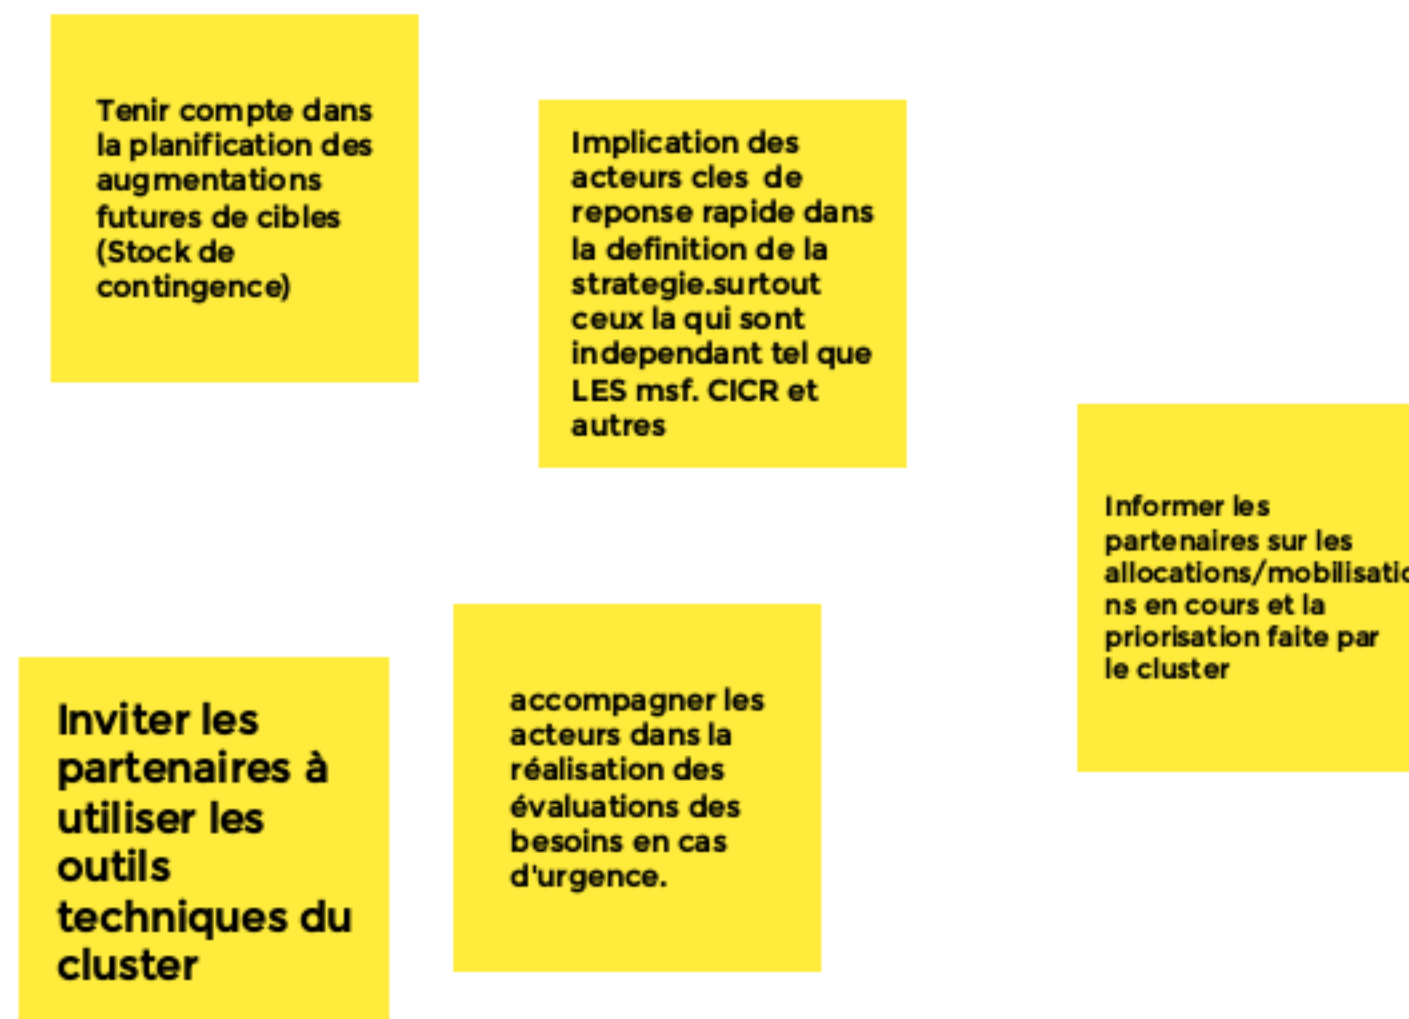 Tenir compte dans
la planification des
augmentations
futures de cibles
(Stock de
contingence)
Implication des
acteurs cles  de
reponse rapide dans
la definition de la
strategie.surtout
ceux la qui sont
independant tel que
LES msf. CICR et
autres
Informer les
partenaires sur les
allocations/mobilisatio
ns en cours et la
priorisation faite par
le cluster
Inviter les
partenaires à
utiliser les
outils
techniques du
cluster
accompagner les
acteurs dans la
réalisation des
évaluations des
besoins en cas
d'urgence.